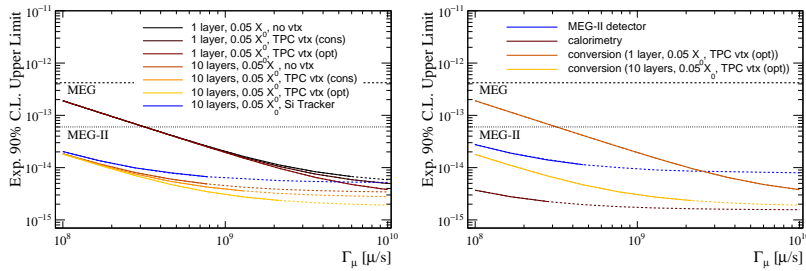 Exp. 90% C.L. Upper Limit
10⁻¹¹
10⁻¹²
10⁻¹³
10⁻¹⁴
10⁻¹⁵
1 layer, 0.05 X₀, no vtx
1 layer, 0.05 X₀, TPC vtx (cons)
1 layer, 0.05 X₀, TPC vtx (opt)
10 layers, 0.05 X₀, no vtx
10 layers, 0.05 X₀, TPC vtx (cons)
10 layers, 0.05 X₀, TPC vtx (opt)
10 layers, 0.05 X₀, Si Tracker
MEG
MEG-II
10⁸ 10⁹ 10¹⁰
Γμ [μ/s]
Exp. 90% C.L. Upper Limit
10⁻¹¹
10⁻¹²
10⁻¹³
10⁻¹⁴
10⁻¹⁵
MEG-II detector
calorimetry
conversion (1 layer, 0.05 X₀, TPC vtx (opt))
conversion (10 layers, 0.05 X₀, TPC vtx (opt))
MEG
MEG-II
10⁸ 10⁹ 10¹⁰
Γμ [μ/s]